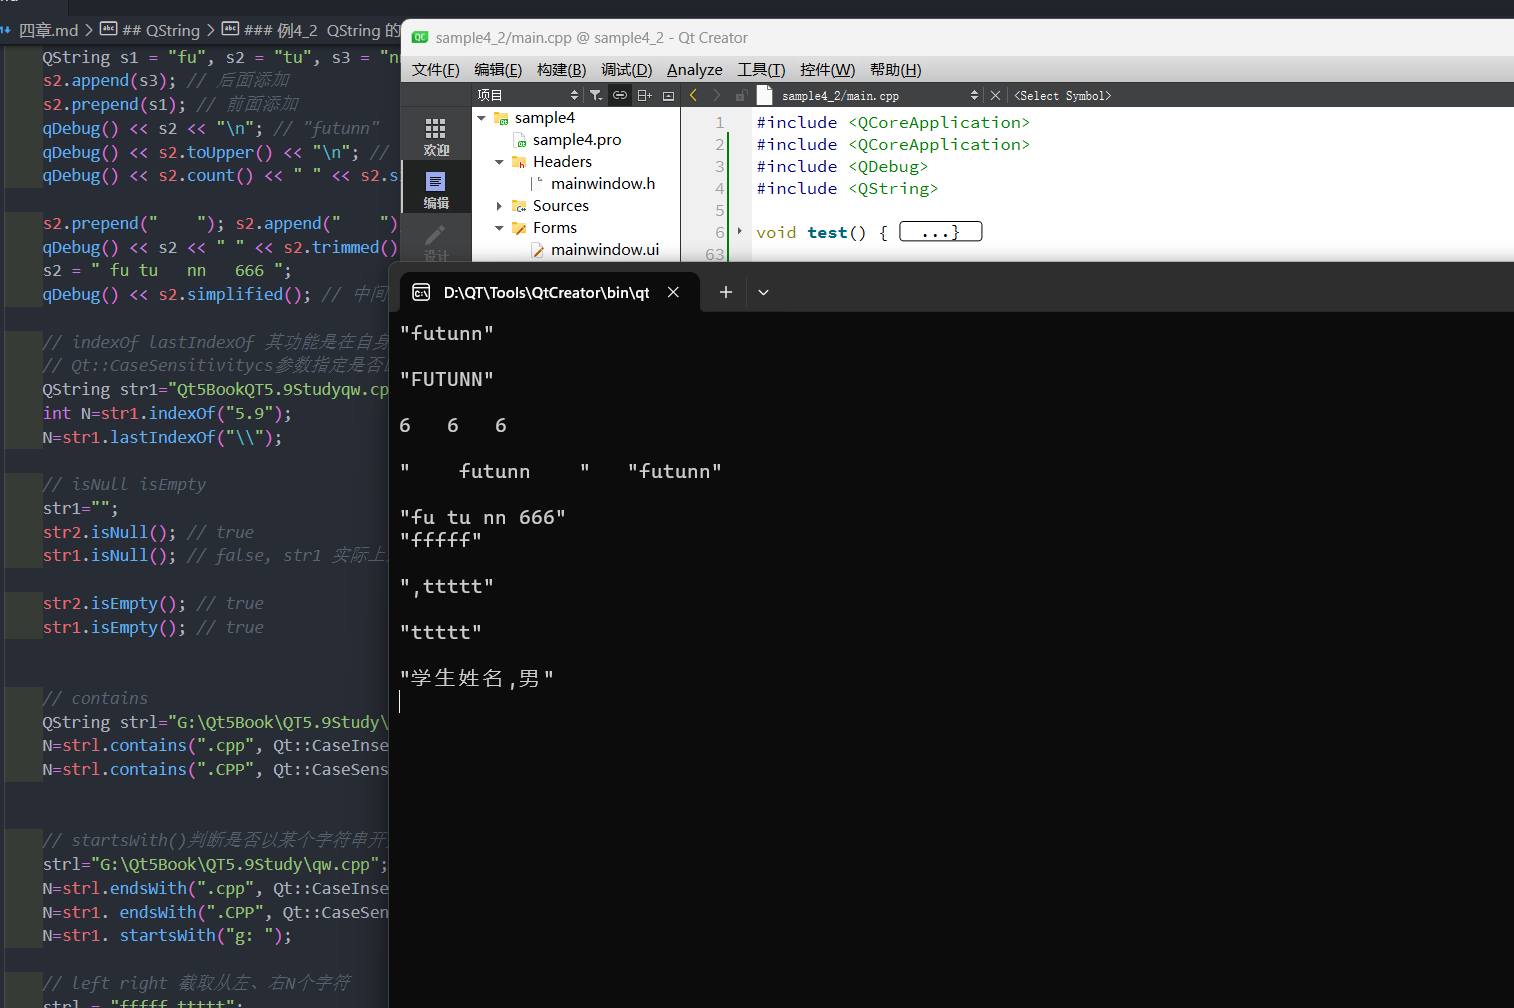 四章.md > ## QString > ### 例4_2 QString 的
QString s1 = "fu", s2 = "tu", s3 = "n
s2.append(s3); // 后面添加
s2.prepend(s1); // 前面添加
qDebug() << s2 << "\n"; // "futunn"
qDebug() << s2.toUpper() << "\n"; //
qDebug() << s2.count() << " " << s2.s
s2.prepend("    "); s2.append("    ")
qDebug() << s2 << " " << s2.trimmed()
s2 = " fu tu   nn   666 ";
qDebug() << s2.simplified(); // 中间
// indexOf lastIndexOf 其功能是在自身
// Qt::CaseSensitivitycs参数指定是否
QString str1="Qt5BookQT5.9Studyqw.cp
int N=str1.indexOf("5.9");
N=str1.lastIndexOf("\\");
// isNull isEmpty
str1="";
str2.isNull(); // true
str1.isNull(); // false, str1 实际上
str2.isEmpty(); // true
str1.isEmpty(); // true
// contains
QString strl="G:\Qt5Book\QT5.9Study\
N=strl.contains(".cpp", Qt::CaseInse
N=strl.contains(".CPP", Qt::CaseSens
// startsWith()判断是否以某个字符串开
strl="G:\Qt5Book\QT5.9Study\qw.cpp";
N=strl.endsWith(".cpp", Qt::CaseInse
N=str1. endsWith(".CPP", Qt::CaseSen
N=str1. startsWith("g: ");
// left right 截取从左、右N个字符
strl = "fffff,ttttt";
sample4_2/main.cpp @ sample4_2 - Qt Creator
文件(F) 编辑(E) 构建(B) 调试(D) Analyze 工具(T) 控件(W) 帮助(H)
项目
sample4_2/main.cpp
<Select Symbol>
欢迎
编辑
设计
sample4
sample4.pro
Headers
mainwindow.h
Sources
Forms
mainwindow.ui
1 #include <QCoreApplication>
2 #include <QCoreApplication>
3 #include <QDebug>
4 #include <QString>
5
6 void test() { ...}
63
D:\QT\Tools\QtCreator\bin\qt
"futunn"
"FUTUNN"
6   6   6
"    futunn    "   "futunn"
"fu tu nn 666"
"fffff"
",ttttt"
"ttttt"
"学生姓名,男"